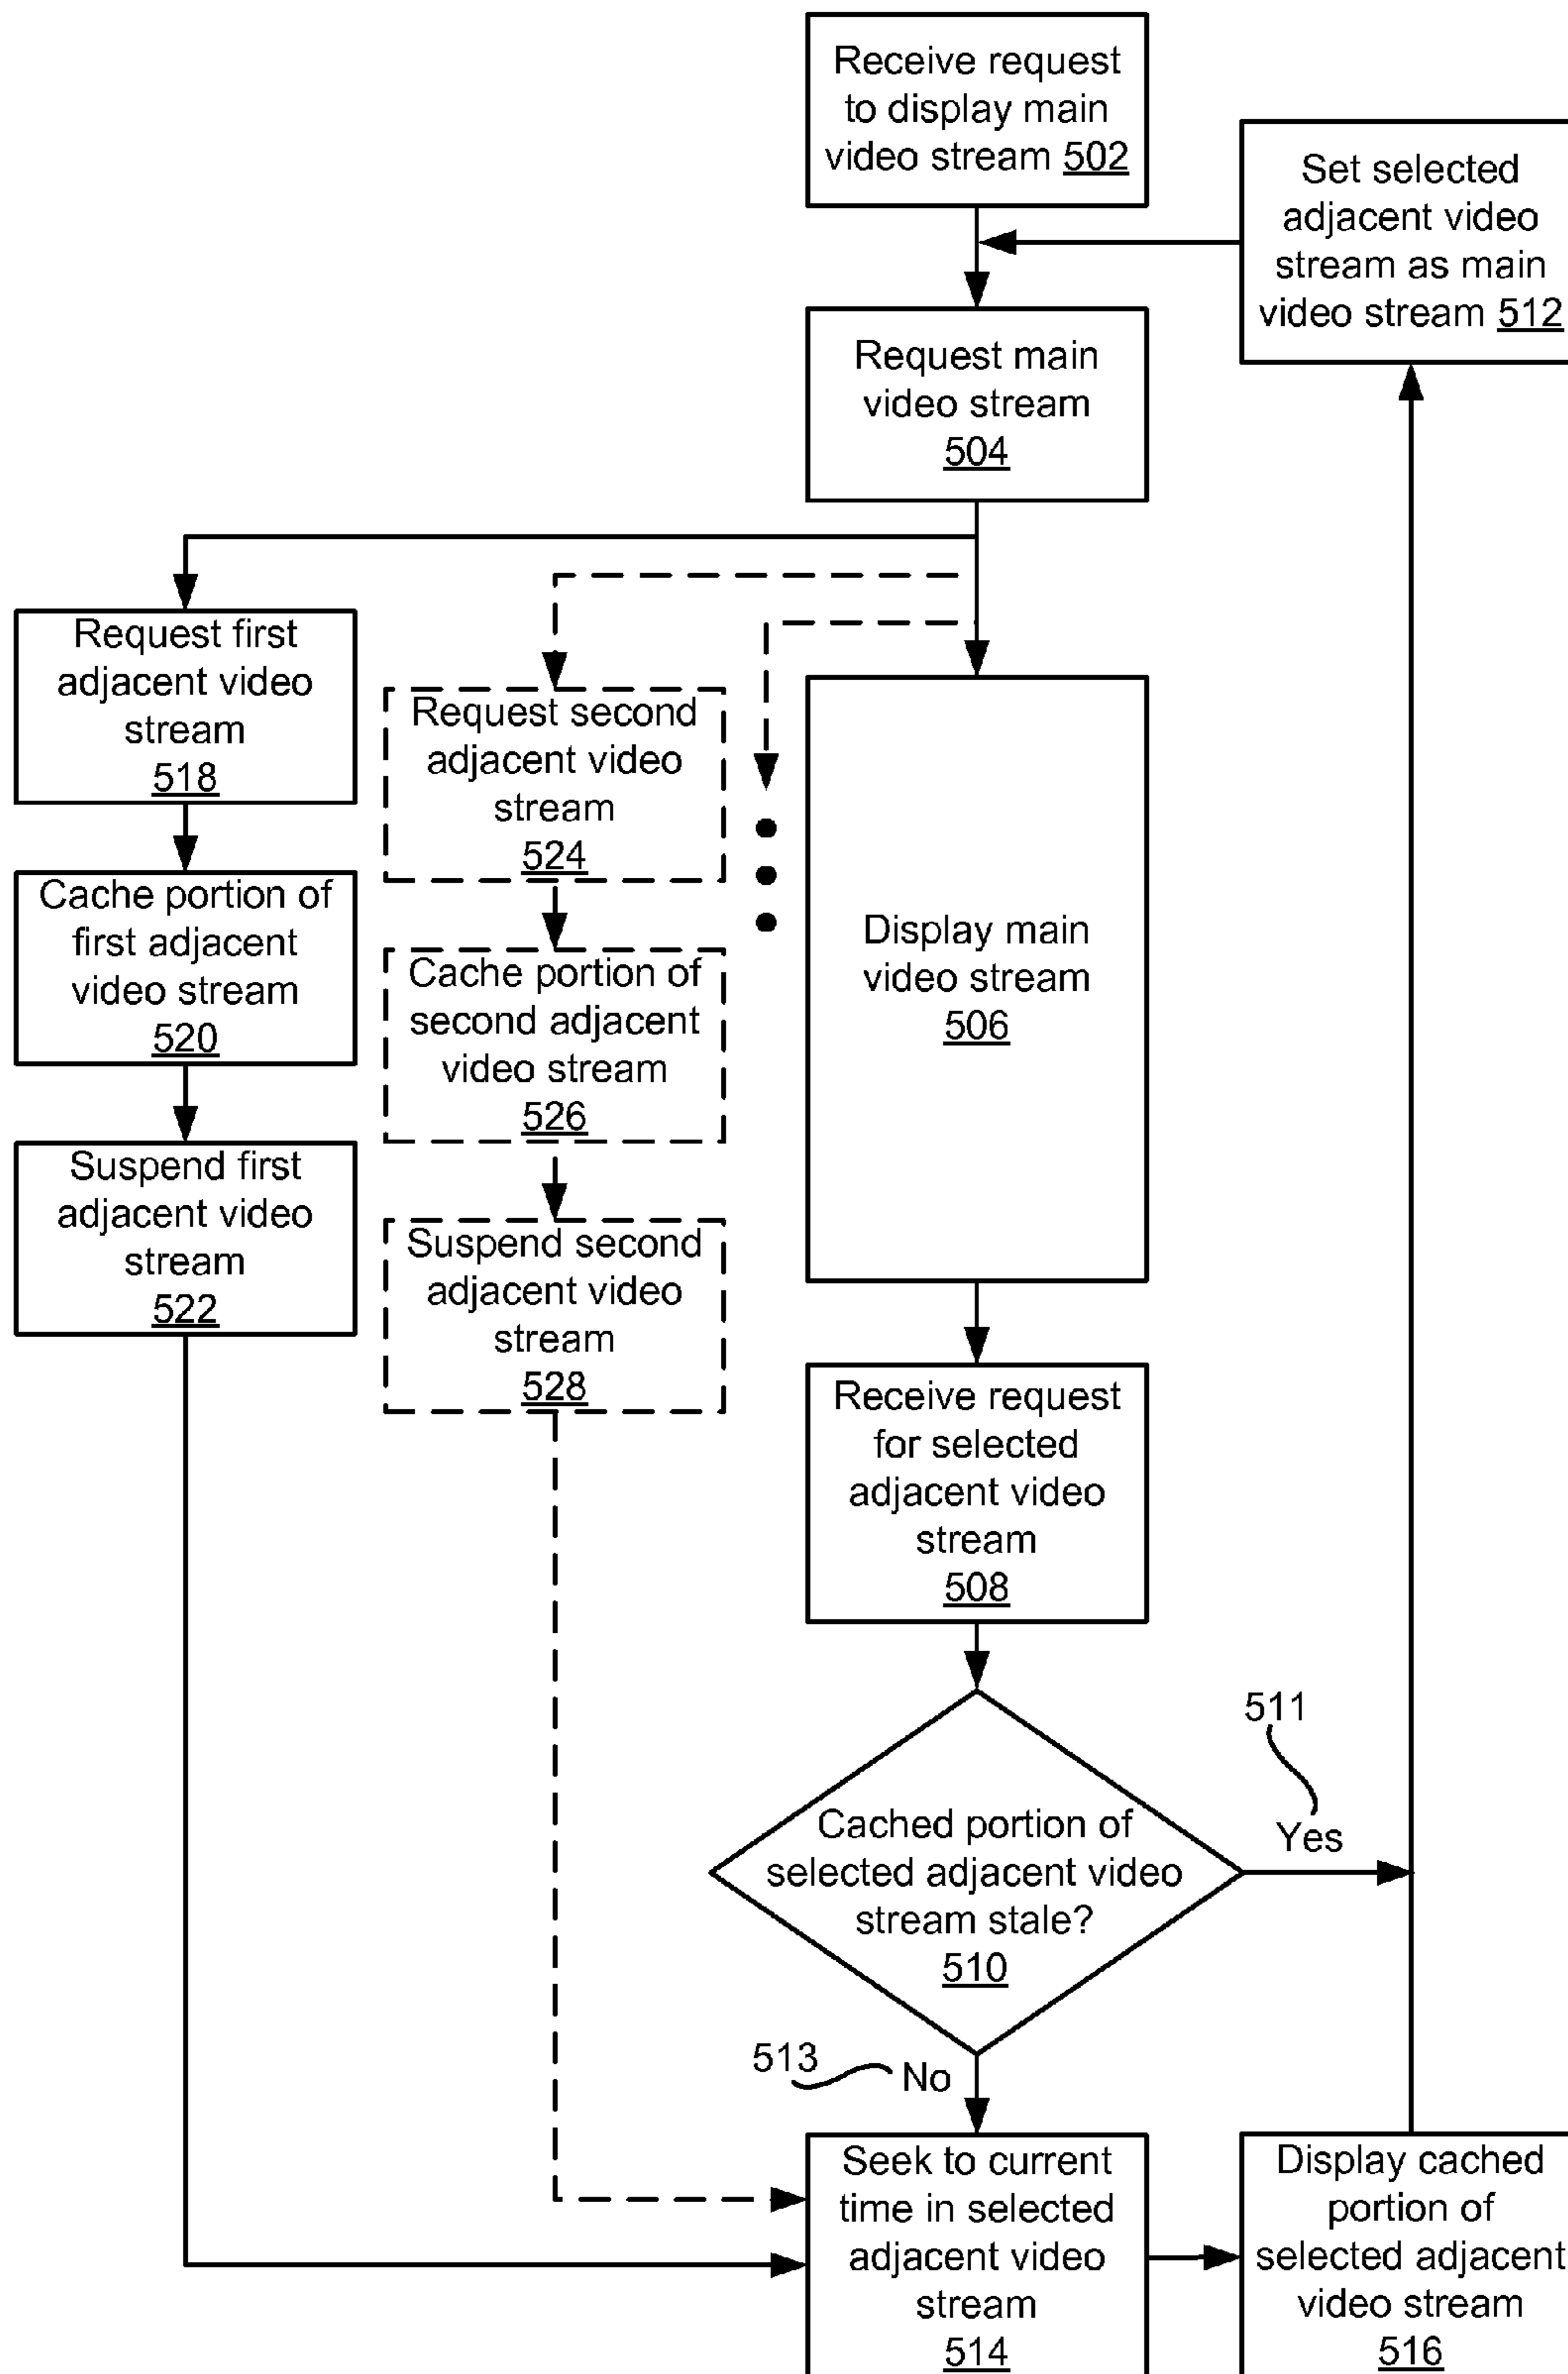 Receive request
to display main
video stream 502
Set selected
adjacent video
stream as main
video stream 512
Request main
video stream
504
Request first
adjacent video
stream
518
Request second
adjacent video
stream
524
Cache portion of
first adjacent
video stream
520
Display main
video stream
506
Cache portion of
second adjacent
video stream
526
Suspend first
adjacent video
stream
522
Suspend second
adjacent video
stream
528
Receive request
for selected
adjacent video
stream
508
511
Yes
Cached portion of
selected adjacent video
stream stale?
510
513
No
Seek to current
time in selected
adjacent video
stream
514
Display cached
portion of
selected adjacent
video stream
516